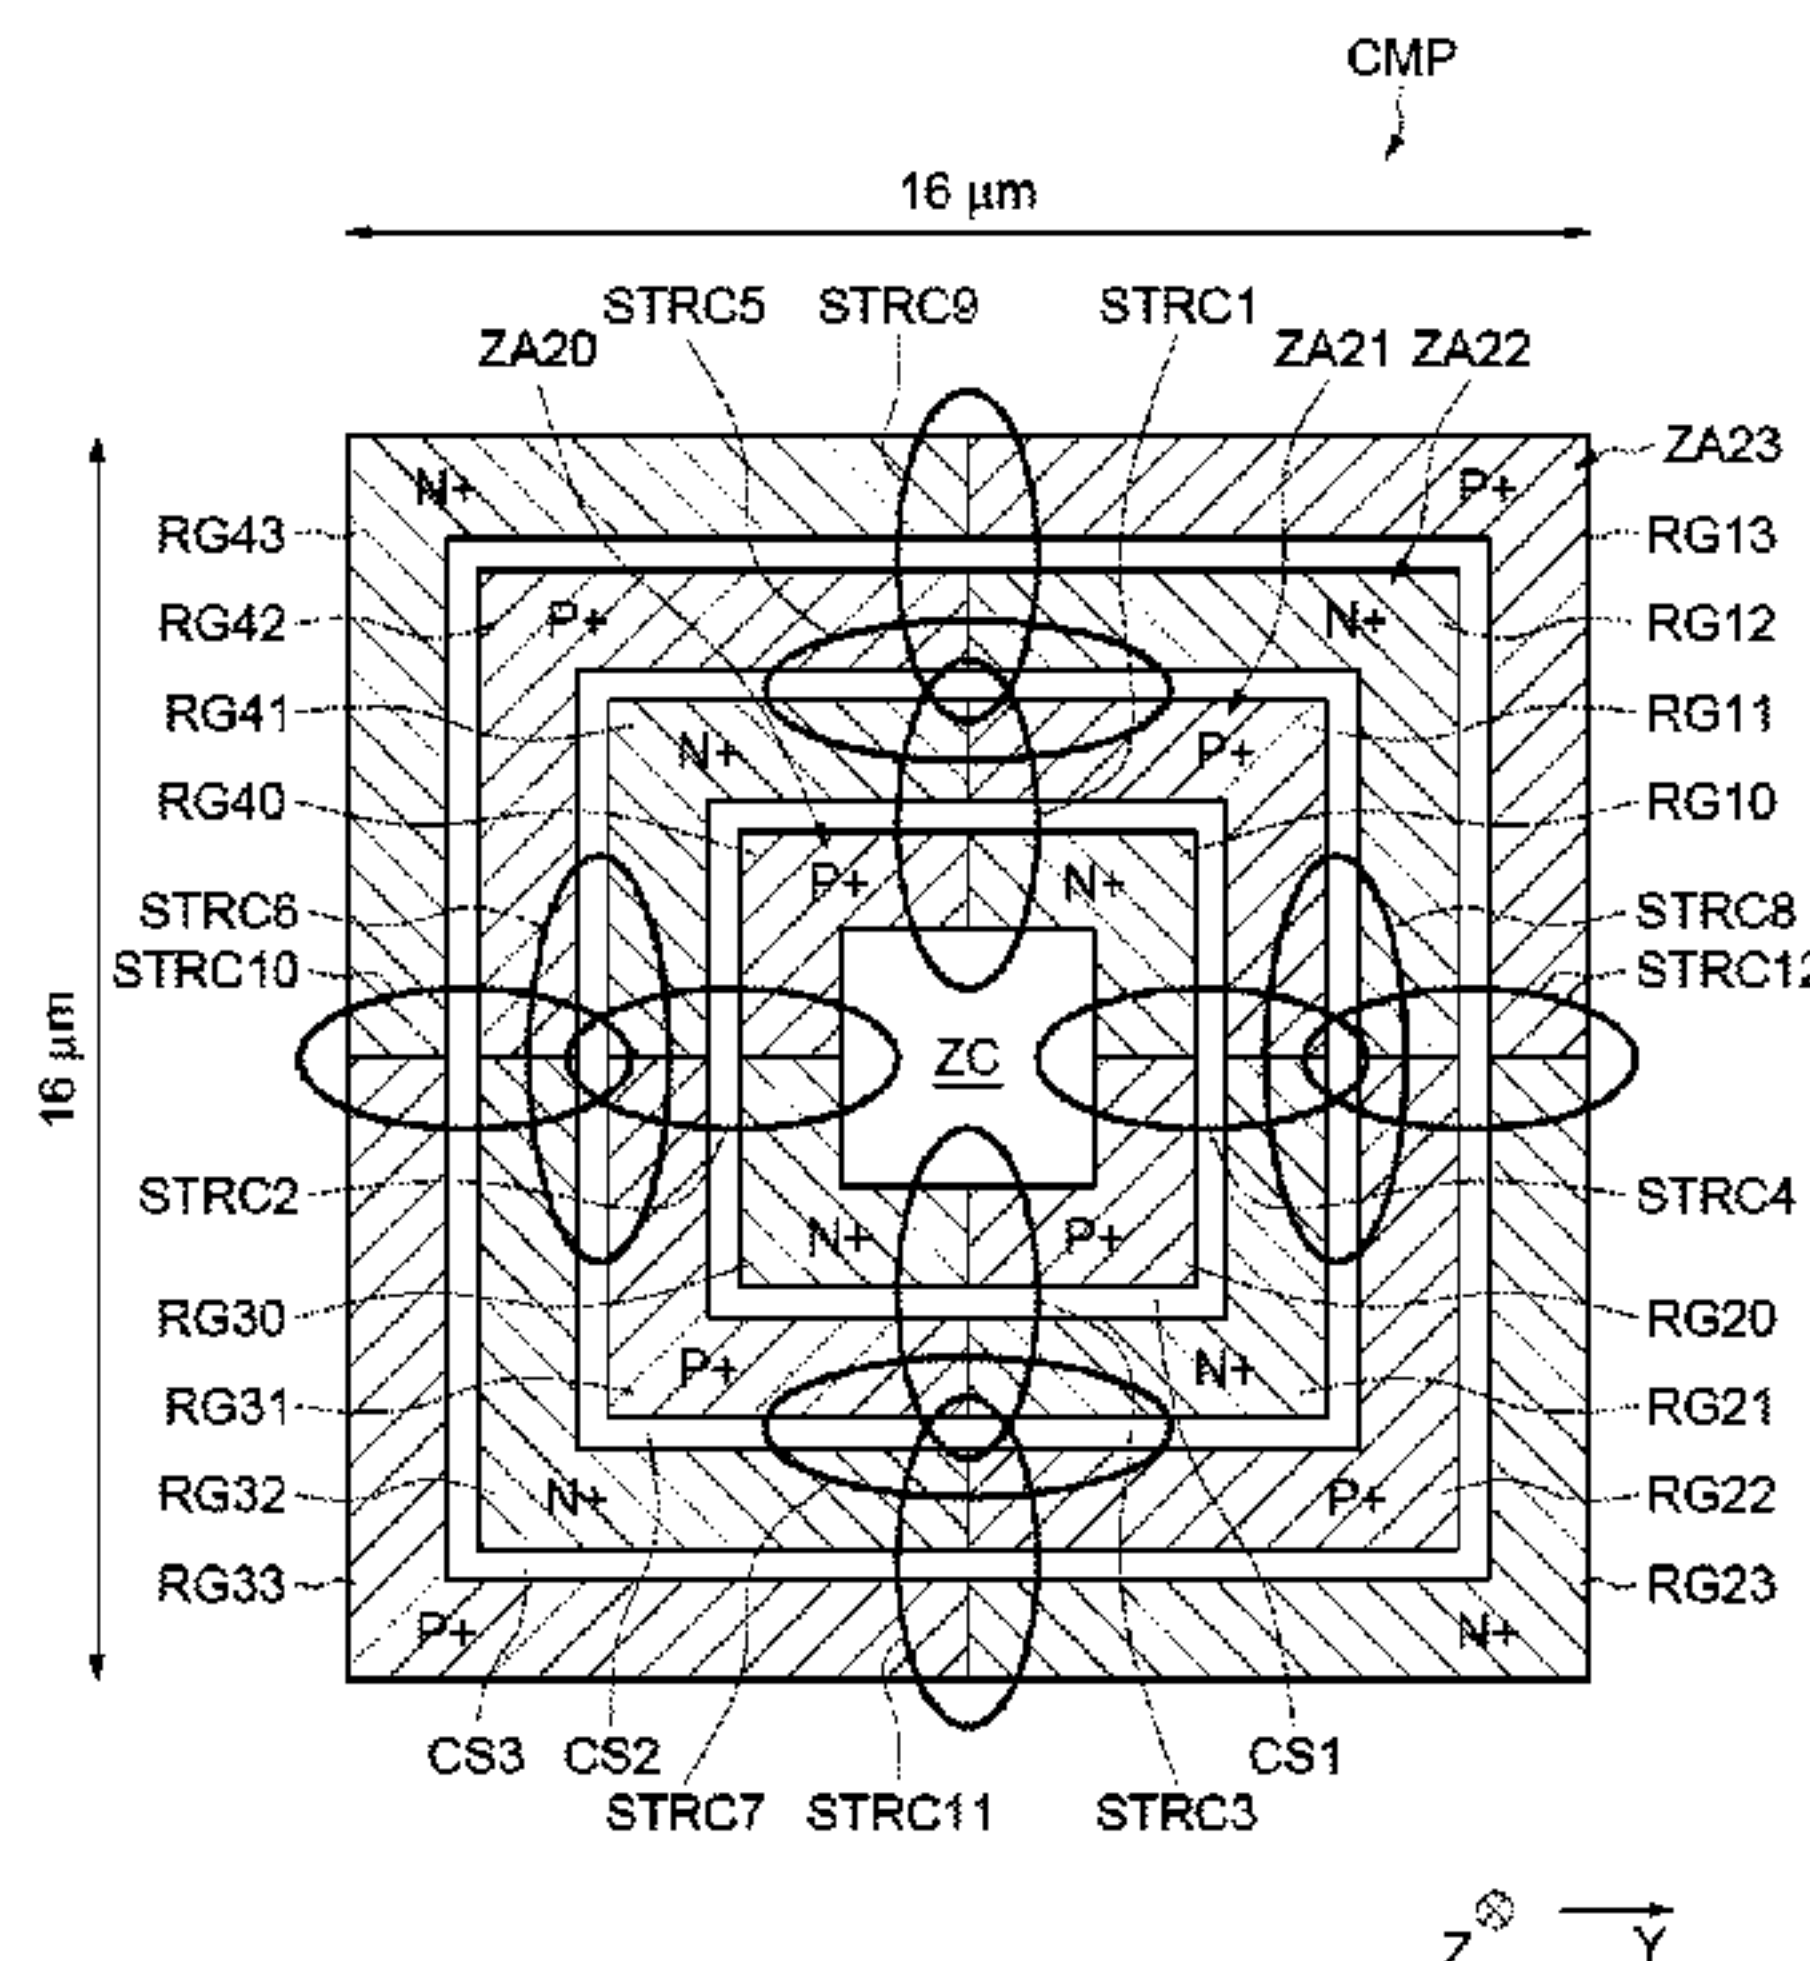 CMP
16 µm
STRC5 STRC9 STRC1
ZA20 ZA21 ZA22
ZA23
N+ P+
RG43 RG13
RG42 P+ N+ RG12
RG41 N+ P+ RG11
RG40 RG10
P+ N+
STRC6 STRC8
STRC10 STRC12
16 µm
ZC
STRC2 STRC4
N+ P+
RG30 RG20
P+ N+
RG31 RG21
RG32 N+ P+ RG22
RG33 RG23
P+ N+
CS3 CS2 CS1
STRC7 STRC11 STRC3
Z Y